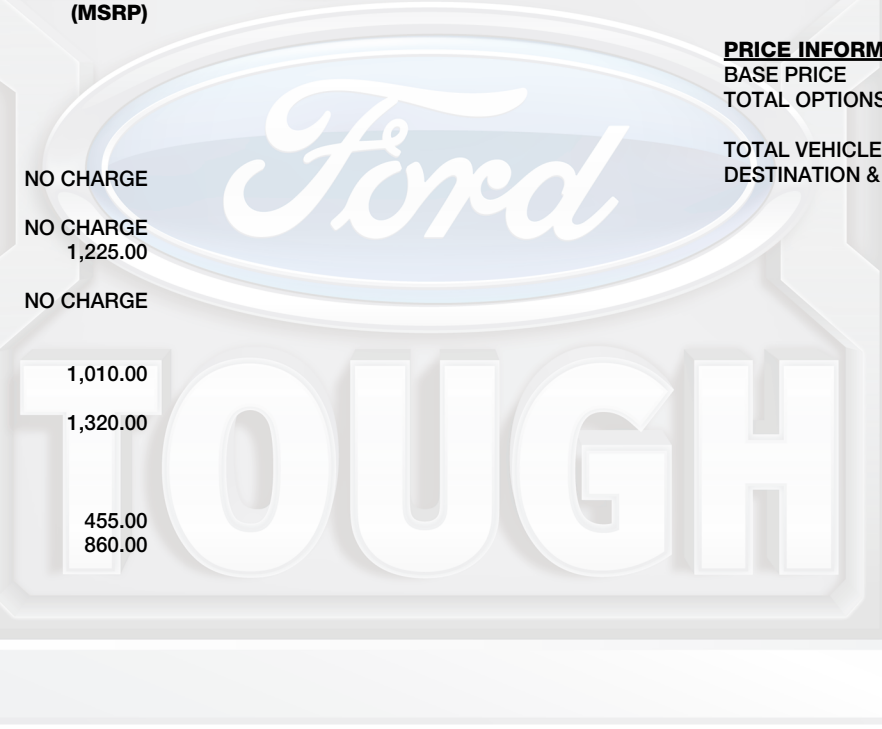 (MSRP)
NO CHARGE
NO CHARGE
1,225.00
NO CHARGE
1,010.00
1,320.00
455.00
860.00
PRICE INFORM
BASE PRICE
TOTAL OPTIONS
TOTAL VEHICLE
DESTINATION &
Ford
TOUGH